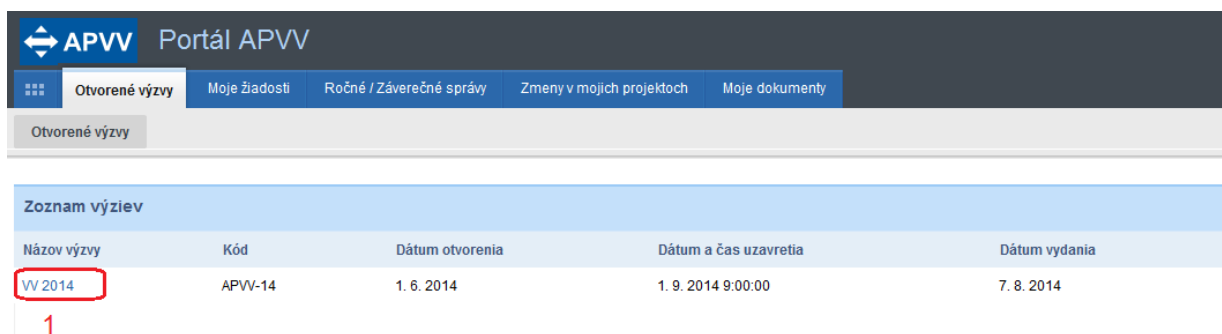 APVV Portál APVV
Otvorené výzvy Moje žiadosti Ročné / Záverečné správy Zmeny v mojich projektoch Moje dokumenty
Otvorené výzvy
Zoznam výziev
Názov výzvy Kód Dátum otvorenia Dátum a čas uzavretia Dátum vydania
VV 2014 APVV-14 1. 6. 2014 1. 9. 2014 9:00:00 7. 8. 2014
1